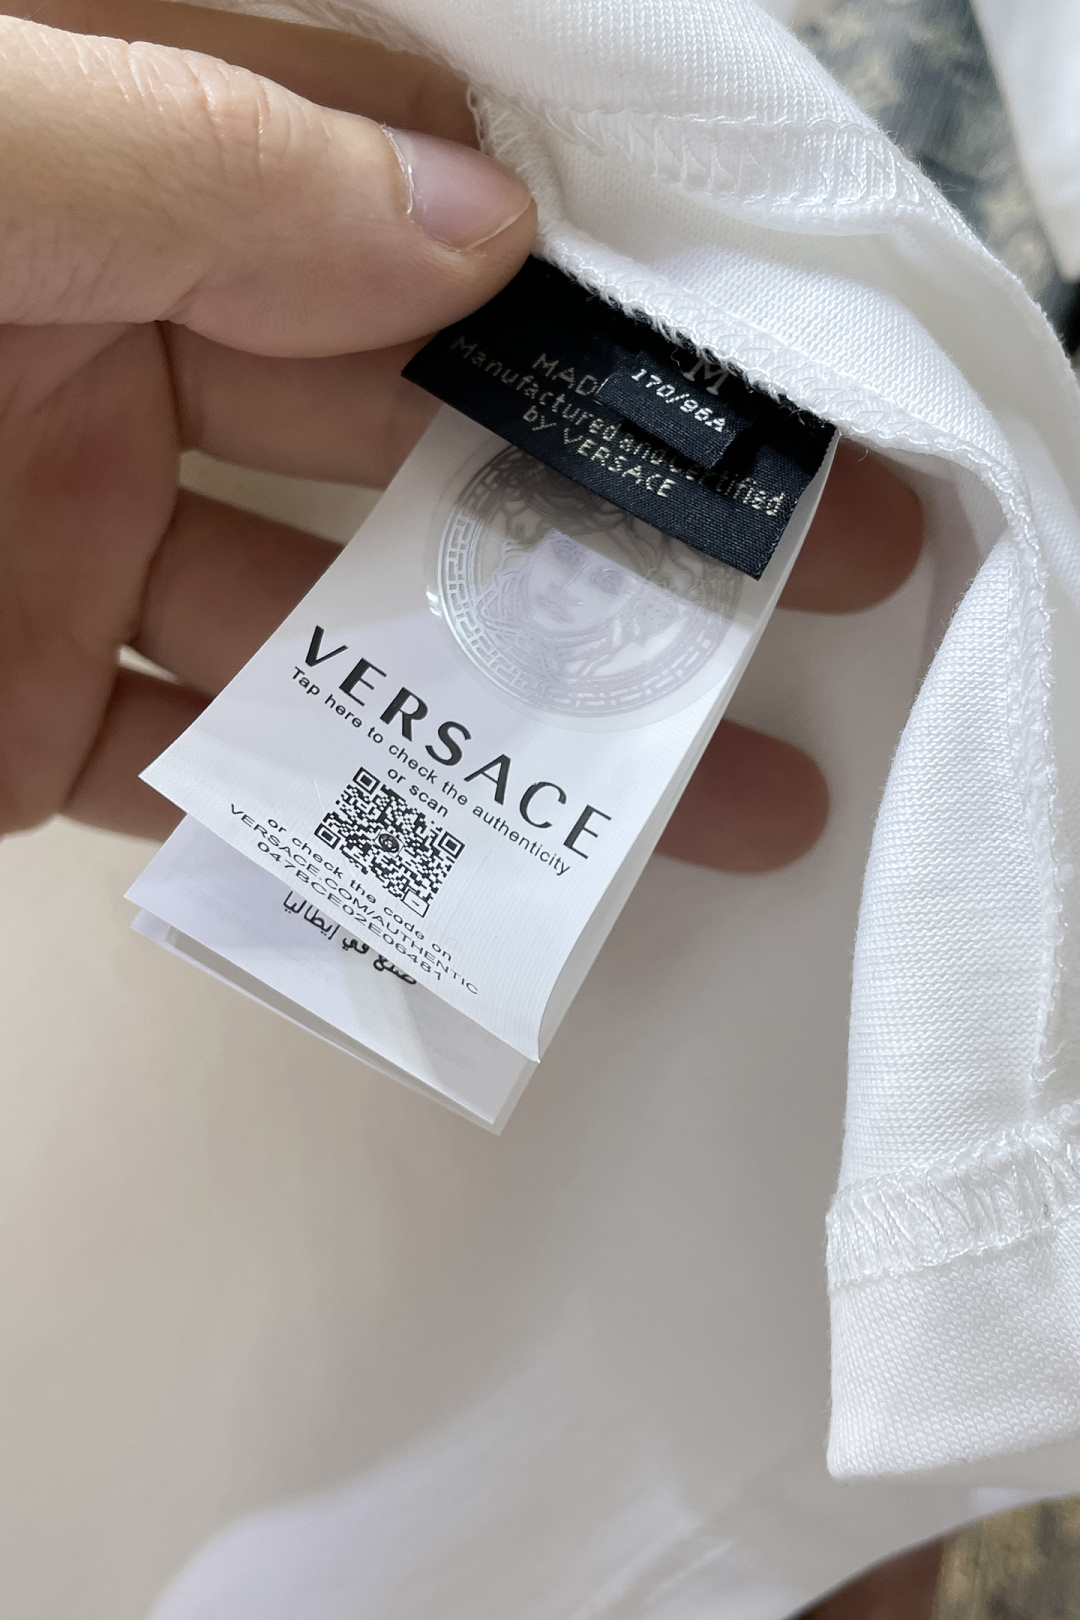 M
170/96A
MAD
Manufactured and Certified
by VERSACE
VERSACE
Tap here to check the authenticity
or scan
or check the code on
VERSACE.COM/AUTHENTIC
047BCE02E06481
صنع في إيطاليا